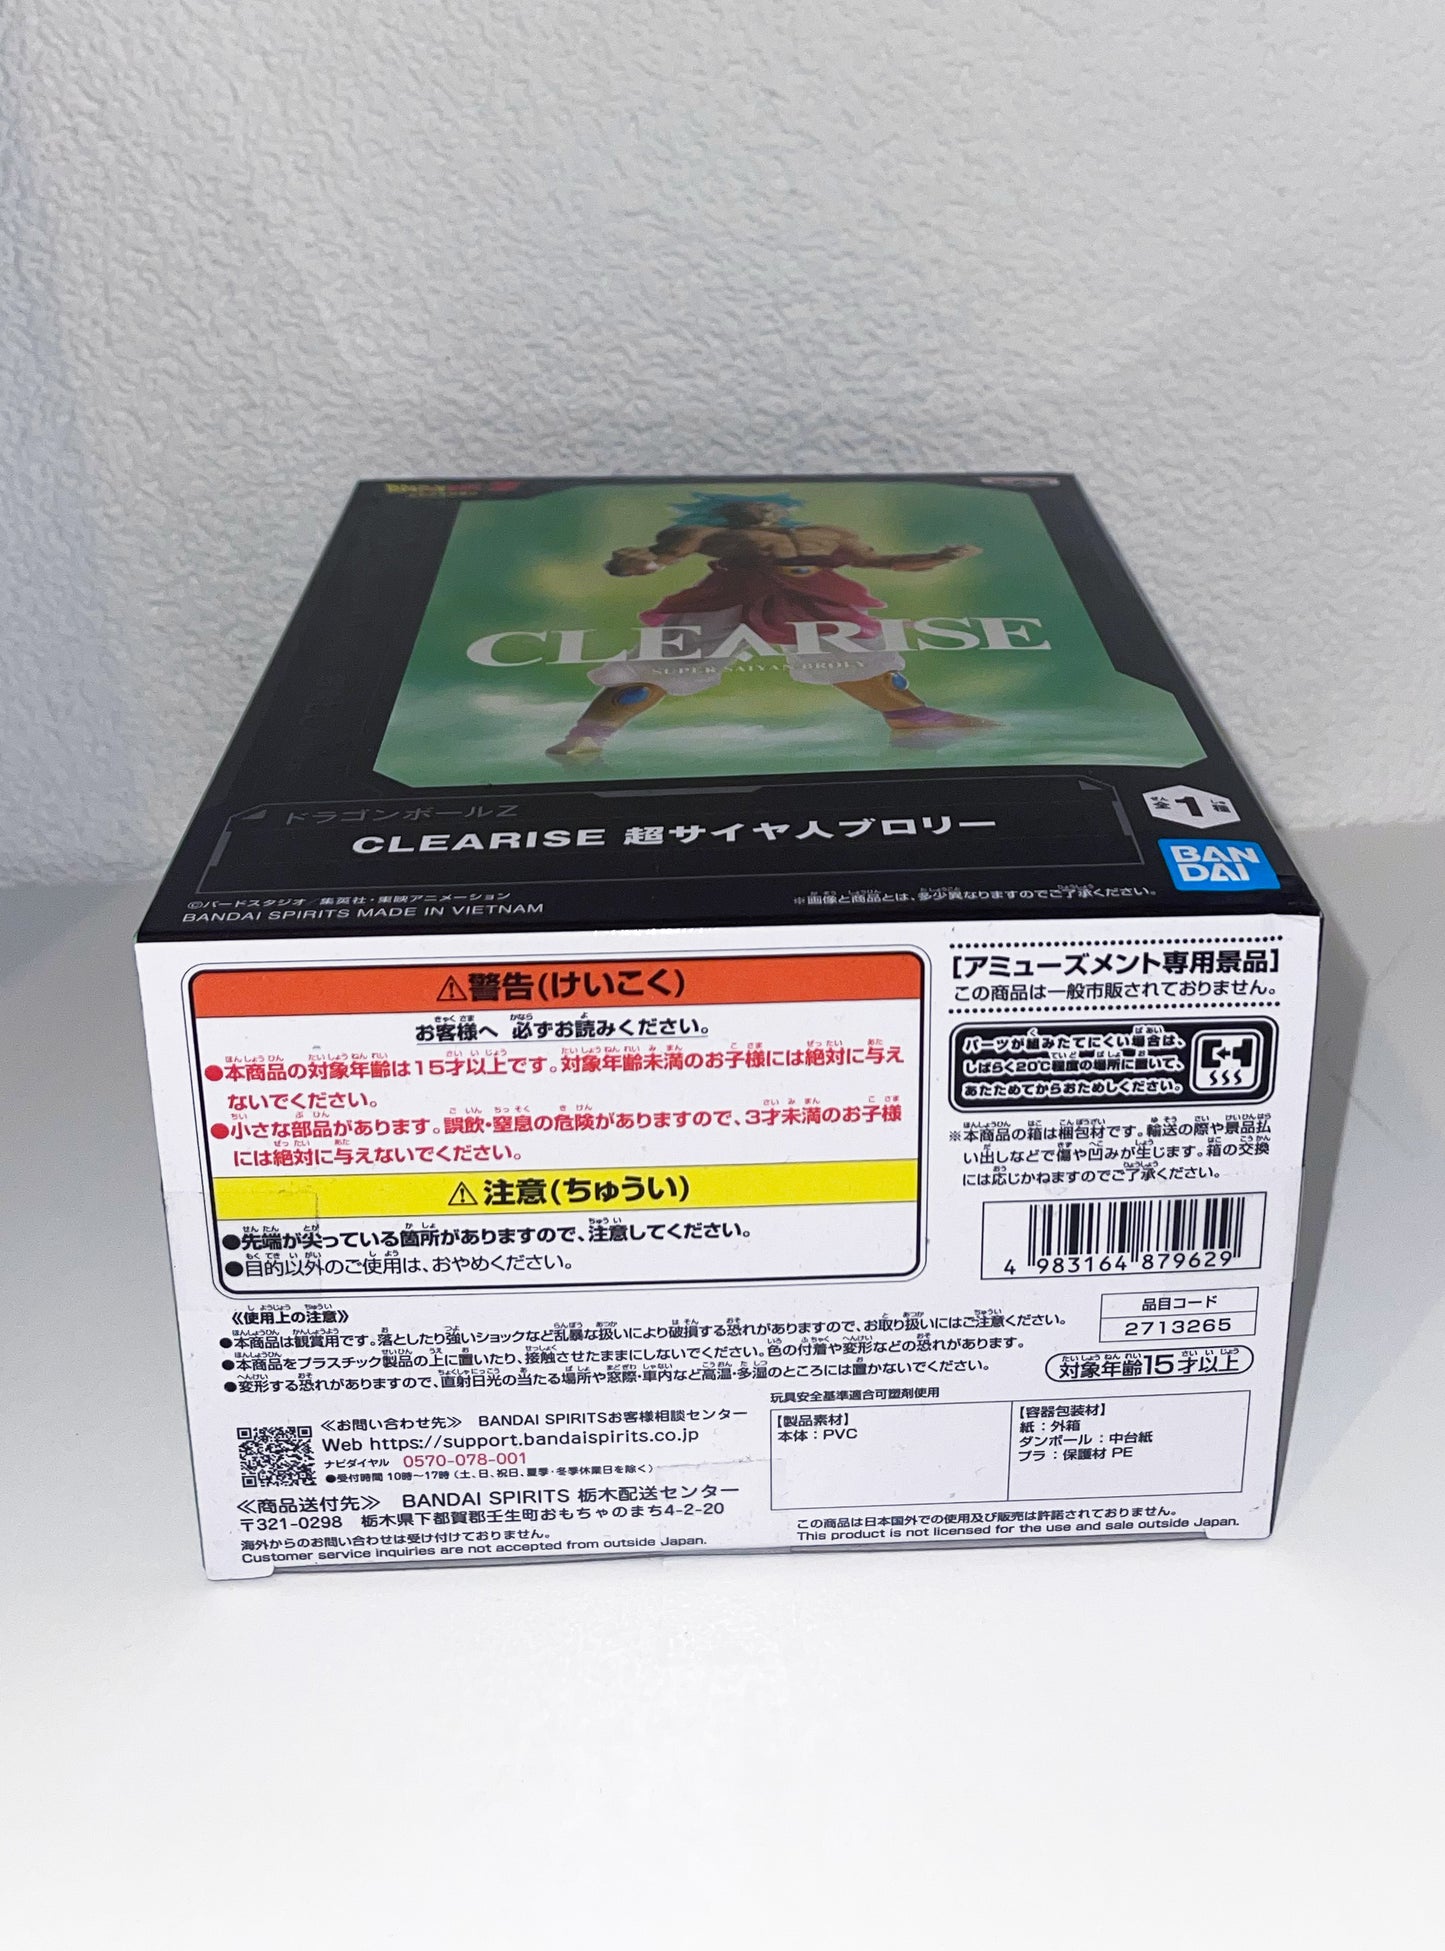 CLEARISE
SUPER SAIYAN BROLY
ドラゴンボールZ
CLEARISE 超サイヤ人ブロリー
全1種
BANDAI
©バードスタジオ/集英社・東映アニメーション
BANDAI SPIRITS MADE IN VIETNAM
※画像と商品とは、多少異なりますのでご了承ください。
⚠警告(けいこく)
お客様へ 必ずお読みください。
●本商品の対象年齢は15才以上です。対象年齢未満のお子様には絶対に与え
ないでください。
●小さな部品があります。誤飲・窒息の危険がありますので、3才未満のお子様
には絶対に与えないでください。
⚠注意(ちゅうい)
●先端が尖っている箇所がありますので、注意してください。
●目的以外のご使用は、おやめください。
[アミューズメント専用景品]
この商品は一般市販されておりません。
パーツが組みたてにくい場合は、
しばらく20℃程度の場所に置いて、
あたためてからおためしください。
※本商品の箱は梱包材です。輸送の際や景品払
い出しなどで傷や凹みが生じます。箱の交換
には応じかねますのでご了承ください。
4 983164 879629
品目コード
2713265
対象年齢15才以上
《使用上の注意》
●本商品は観賞用です。落としたり強いショックなど乱暴な扱いにより破損する恐れがありますので、お取り扱いにはご注意ください。
●本商品をプラスチック製品の上に置いたり、接触させたままにしないでください。色の付着や変形などの恐れがあります。
●変形する恐れがありますので、直射日光の当たる場所や窓際・車内など高温・多湿のところには置かないでください。
≪お問い合わせ先≫ BANDAI SPIRITSお客様相談センター
Web https://support.bandaispirits.co.jp
ナビダイヤル 0570-078-001
●受付時間 10時～17時（土、日、祝日、夏季・冬季休業日を除く）
≪商品送付先≫ BANDAI SPIRITS 栃木配送センター
〒321-0298 栃木県下都賀郡壬生町おもちゃのまち4-2-20
海外からのお問い合わせは受け付けておりません。
Customer service inquiries are not accepted from outside Japan.
玩具安全基準適合可塑剤使用
【製品素材】
本体：PVC
【容器包装材】
紙：外箱
ダンボール：中台紙
プラ：保護材 PE
この商品は日本国外での使用及び販売は許諾されておりません。
This product is not licensed for the use and sale outside Japan.